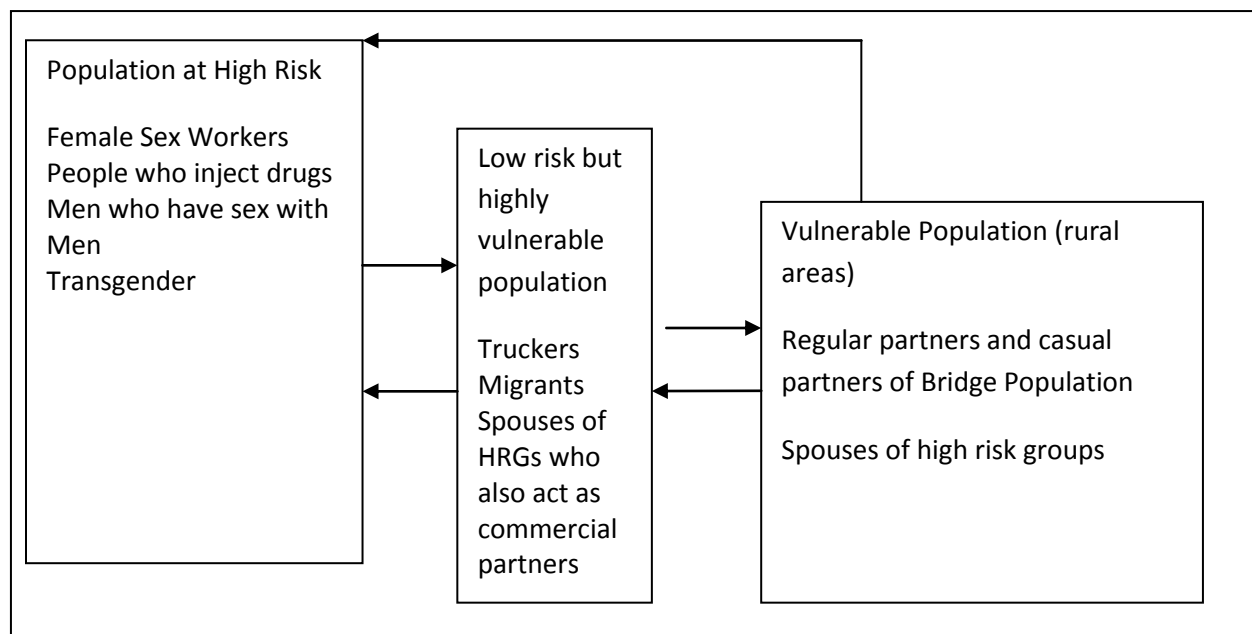 Population at High Risk
Female Sex Workers
People who inject drugs
Men who have sex with
Men
Transgender
Low risk but
highly
vulnerable
population
Truckers
Migrants
Spouses of
HRGs who
also act as
commercial
partners
Vulnerable Population (rural
areas)
Regular partners and casual
partners of Bridge Population
Spouses of high risk groups